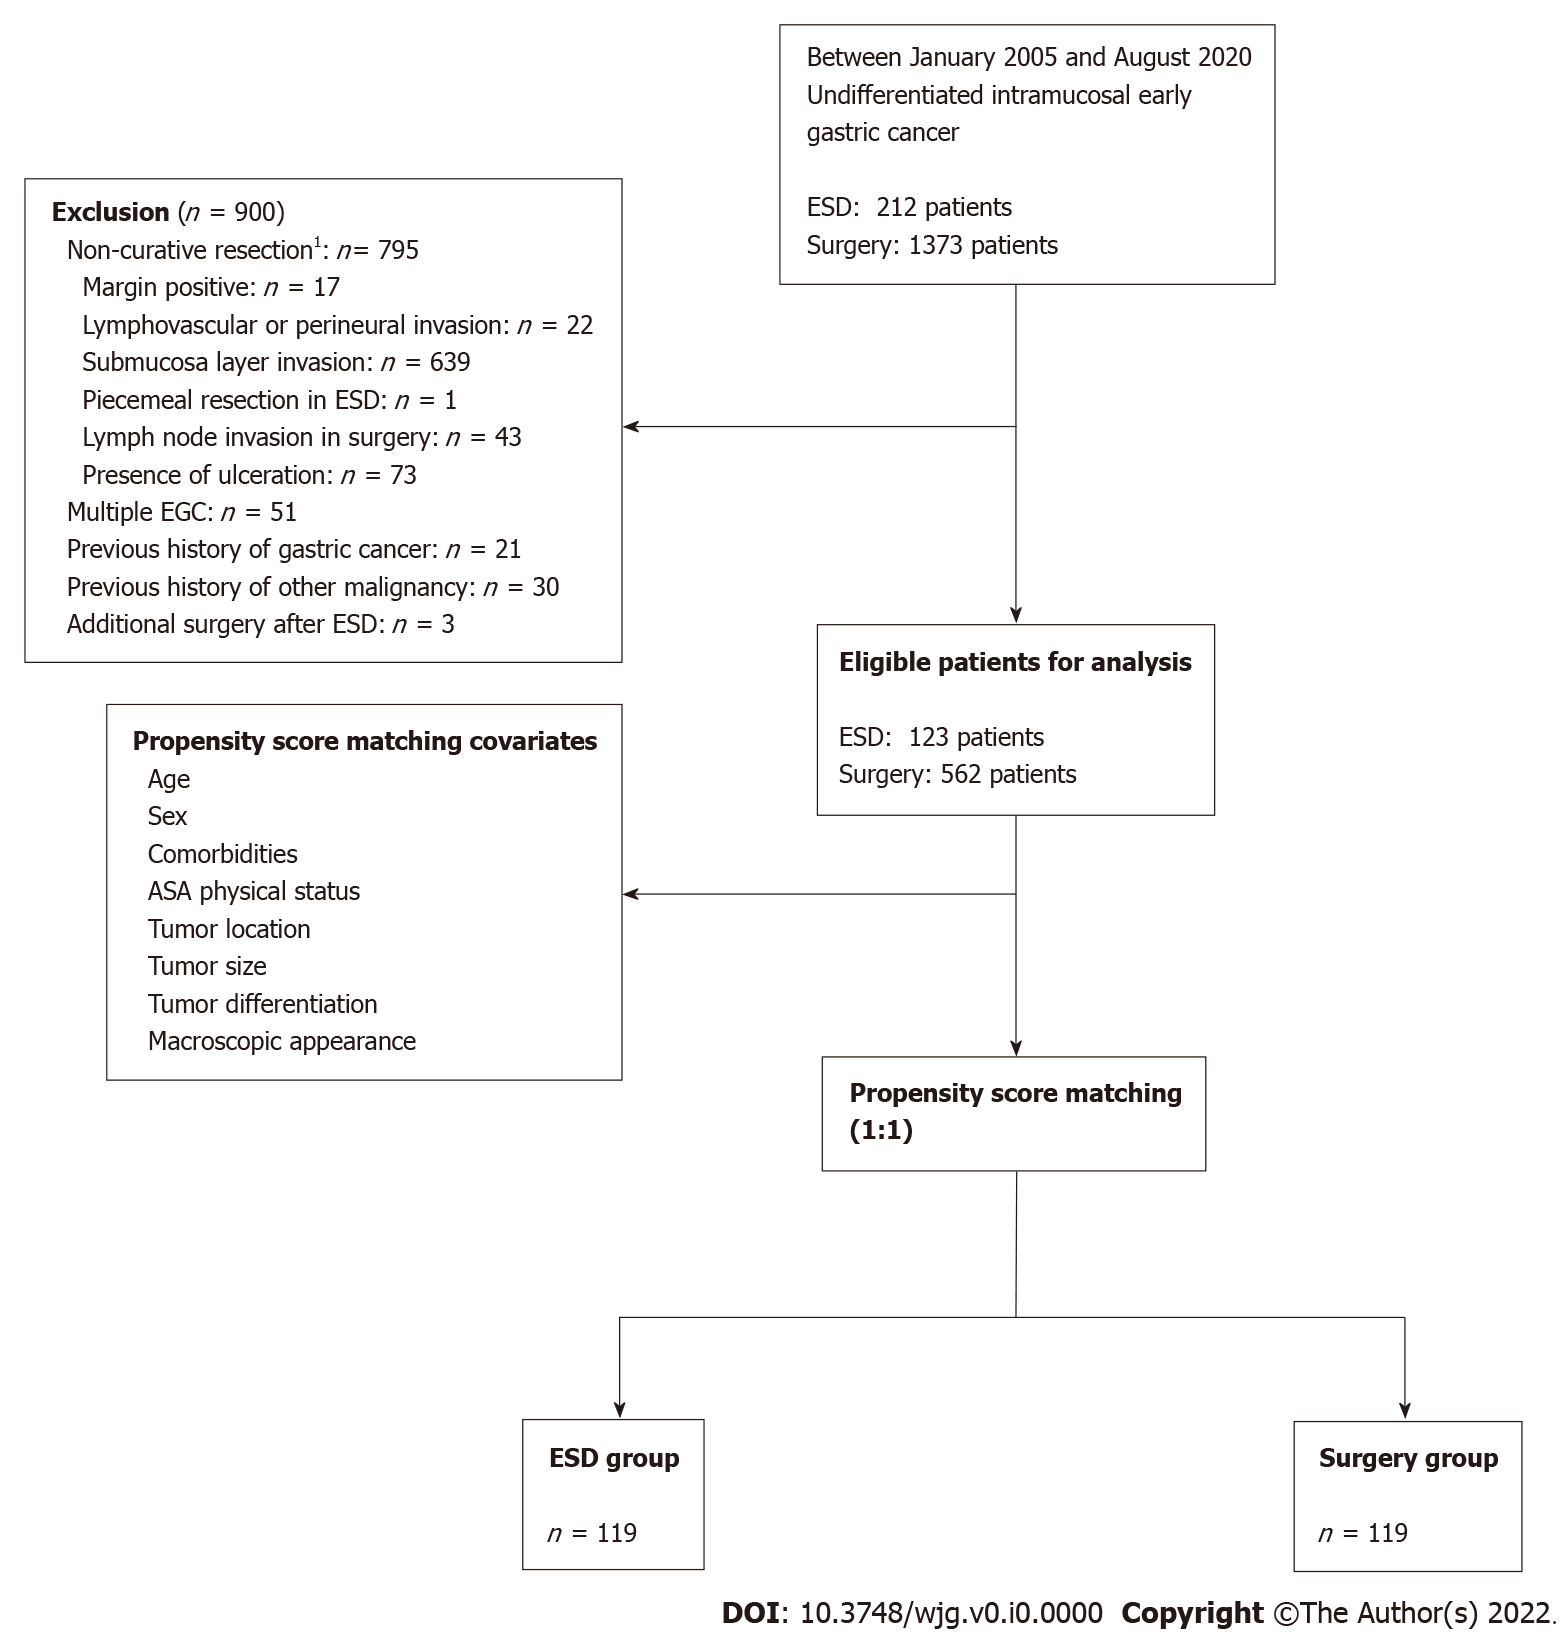 Between January 2005 and August 2020
Undifferentiated intramucosal early
gastric cancer
ESD: 212 patients
Surgery: 1373 patients
Exclusion (n = 900)
Non-curative resection1: n= 795
Margin positive: n = 17
Lymphovascular or perineural invasion: n = 22
Submucosa layer invasion: n = 639
Piecemeal resection in ESD: n = 1
Lymph node invasion in surgery: n = 43
Presence of ulceration: n = 73
Multiple EGC: n = 51
Previous history of gastric cancer: n = 21
Previous history of other malignancy: n = 30
Additional surgery after ESD: n = 3
Eligible patients for analysis
ESD: 123 patients
Surgery: 562 patients
Propensity score matching covariates
Age
Sex
Comorbidities
ASA physical status
Tumor location
Tumor size
Tumor differentiation
Macroscopic appearance
Propensity score matching
(1:1)
ESD group
n = 119
Surgery group
n = 119
DOI: 10.3748/wjg.v0.i0.0000 Copyright ©The Author(s) 2022.